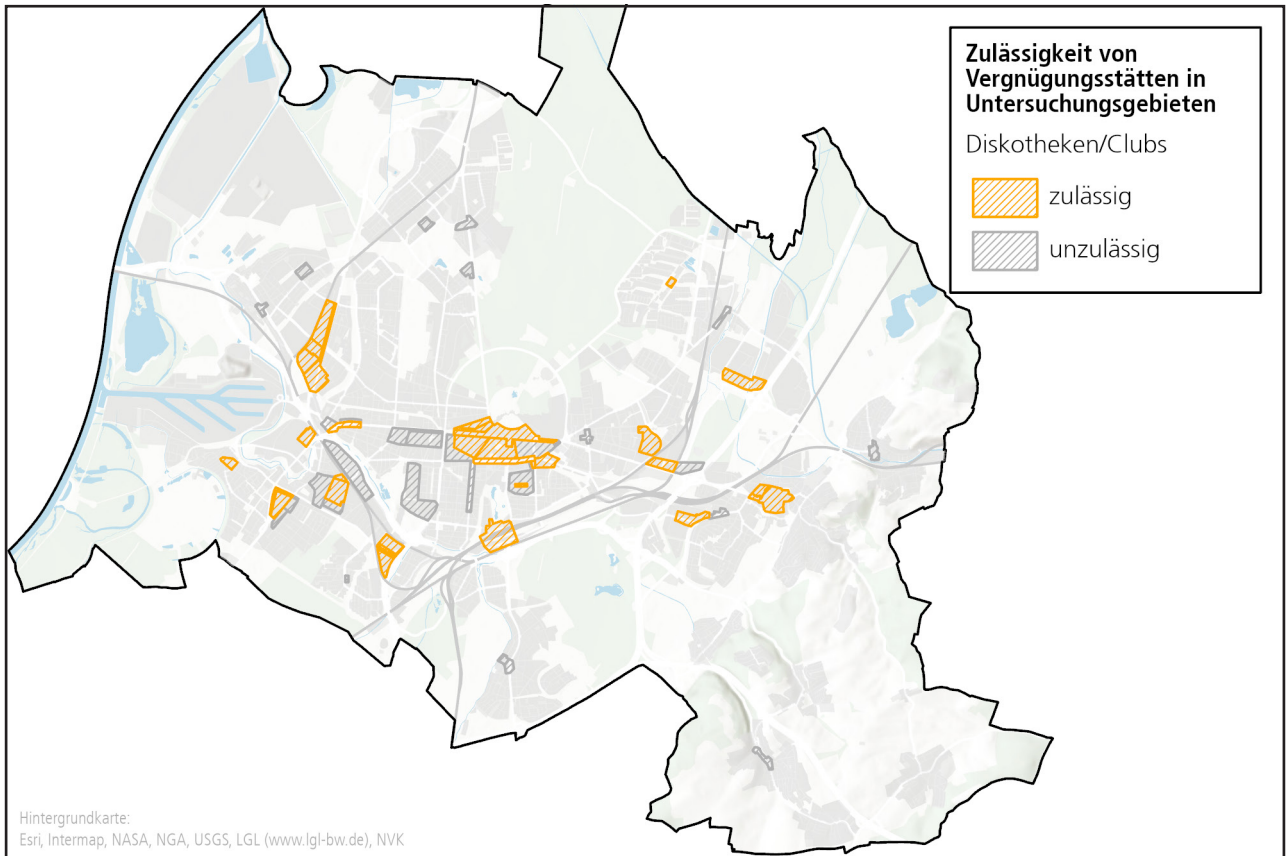 Zulässigkeit von
Vergnügungsstätten in
Untersuchungsgebieten
Diskotheken/Clubs
zulässig
unzulässig
Hintergrundkarte:
Esri, Intermap, NASA, NGA, USGS, LGL (www.lgl-bw.de), NVK